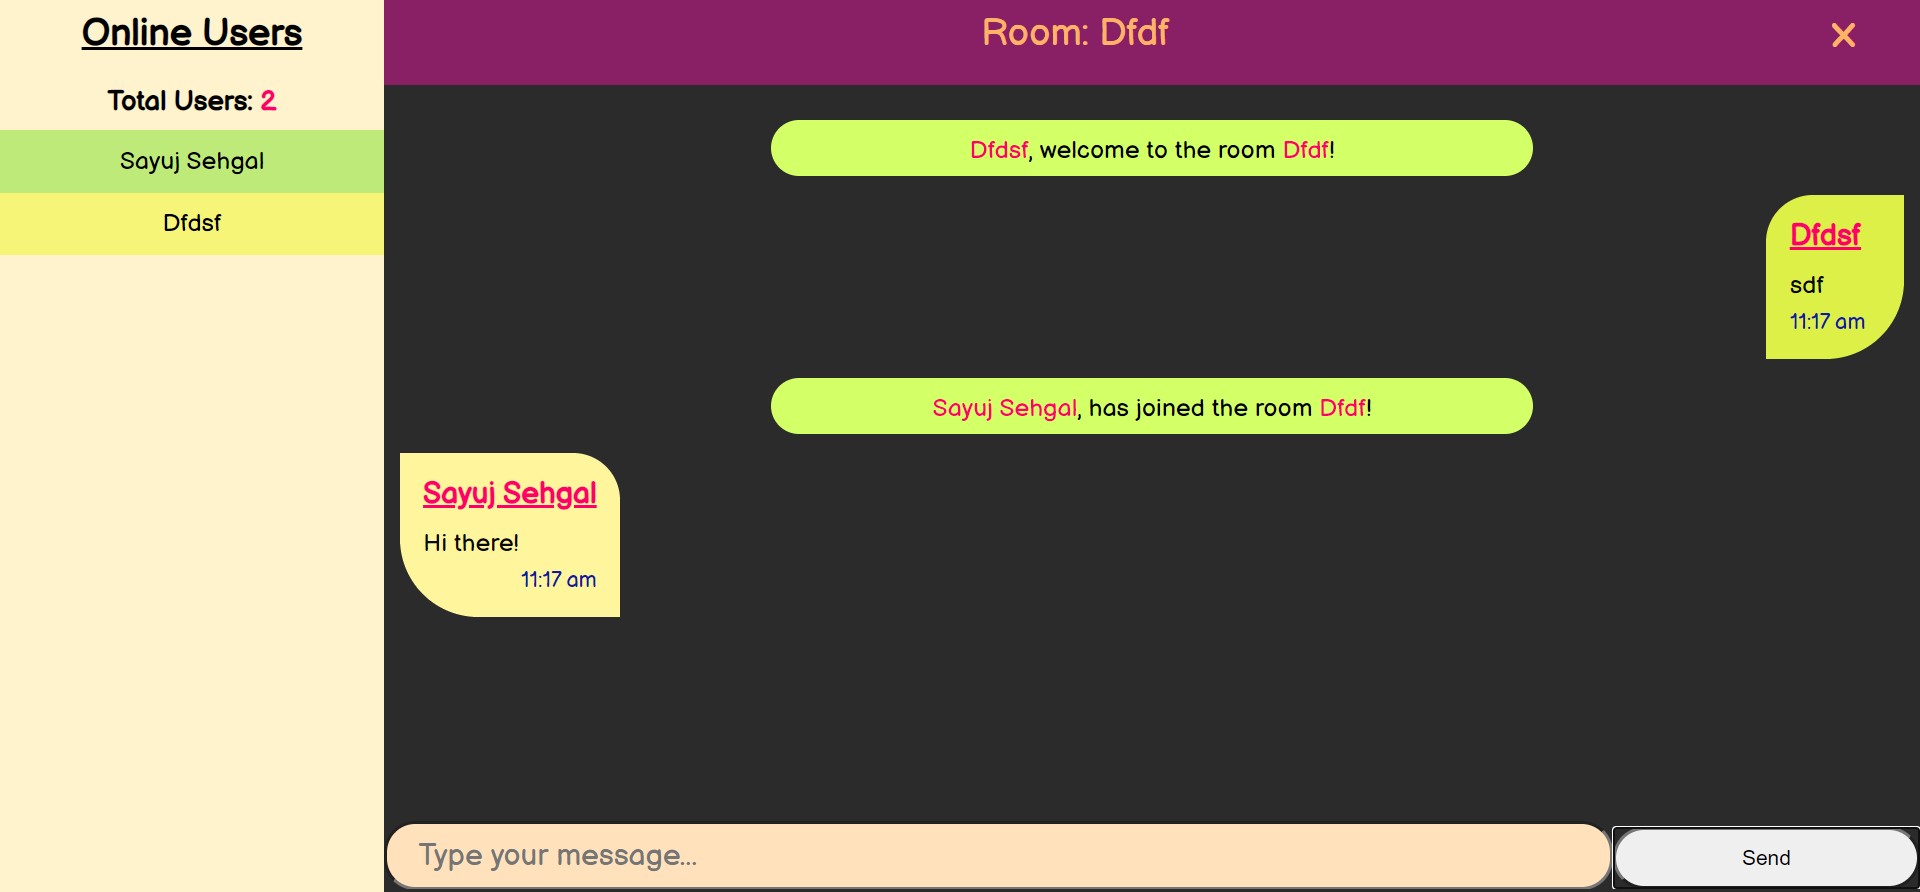 Online Users
Total Users: 2
Sayuj Sehgal
Dfdsf
Room: Dfdf
Dfdsf, welcome to the room Dfdf!
Dfdsf
sdf
11:17 am
Sayuj Sehgal, has joined the room Dfdf!
Sayuj Sehgal
Hi there!
11:17 am
Type your message...
Send